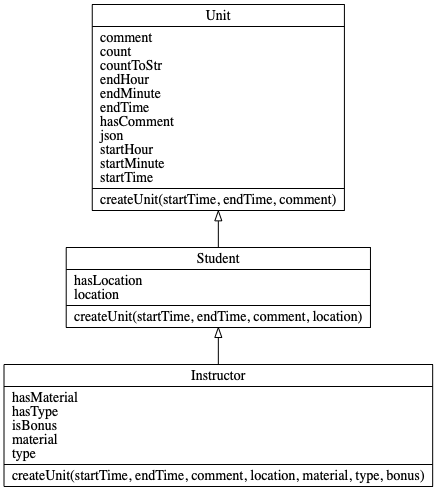 Unit
comment
count
countToStr
endHour
endMinute
endTime
hasComment
json
startHour
startMinute
startTime
createUnit(startTime, endTime, comment)
Student
hasLocation
location
createUnit(startTime, endTime, comment, location)
Instructor
hasMaterial
hasType
isBonus
material
type
createUnit(startTime, endTime, comment, location, material, type, bonus)